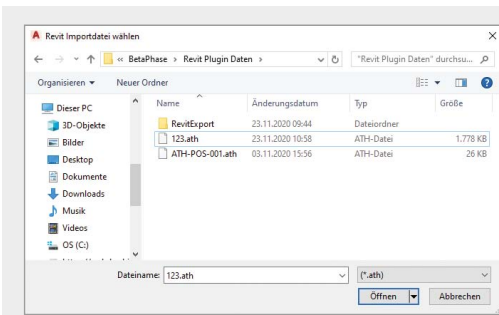 Revit Importdatei wählen
« BetaPhase > Revit Plugin Daten >
"Revit Plugin Daten" durchsu...
Organisieren
Neuer Ordner
Dieser PC
3D-Objekte
Bilder
Desktop
Dokumente
Downloads
Musik
Videos
OS (C:)
Name Änderungsdatum Typ Größe
RevitExport 23.11.2020 09:44 Dateiordner
123.ath 23.11.2020 10:58 ATH-Datei 1.778 KB
ATH-POS-001.ath 03.11.2020 15:56 ATH-Datei 26 KB
Dateiname: 123.ath
(*.ath)
Öffnen
Abbrechen